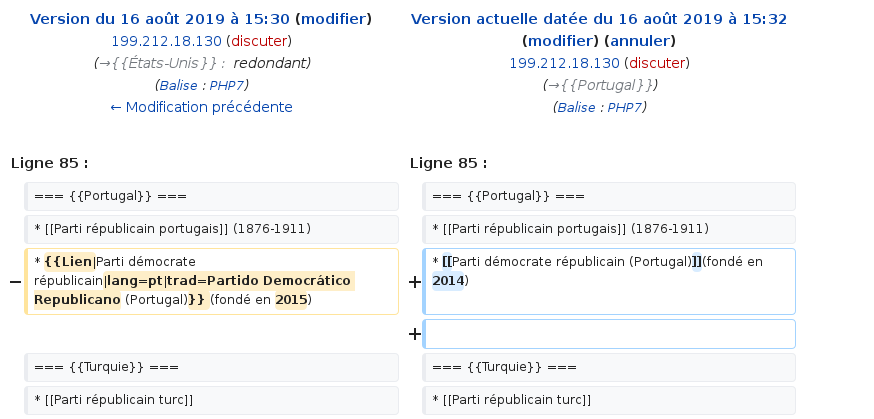 Version du 16 août 2019 à 15:30 (modifier)
199.212.18.130 (discuter)
(→{{États-Unis}} : redondant)
(Balise : PHP7)
← Modification précédente
Version actuelle datée du 16 août 2019 à 15:32
(modifier) (annuler)
199.212.18.130 (discuter)
(→{{Portugal}})
(Balise : PHP7)
Ligne 85 :
Ligne 85 :
=== {{Portugal}} ===
=== {{Portugal}} ===
* [[Parti républicain portugais]] (1876-1911)
* [[Parti républicain portugais]] (1876-1911)
− * {{Lien|Parti démocrate
républicain|lang=pt|trad=Partido Democrático
Republicano (Portugal)}} (fondé en 2015)
+ * [[Parti démocrate républicain (Portugal)]](fondé en
2014)
+
=== {{Turquie}} ===
=== {{Turquie}} ===
* [[Parti républicain turc]]
* [[Parti républicain turc]]